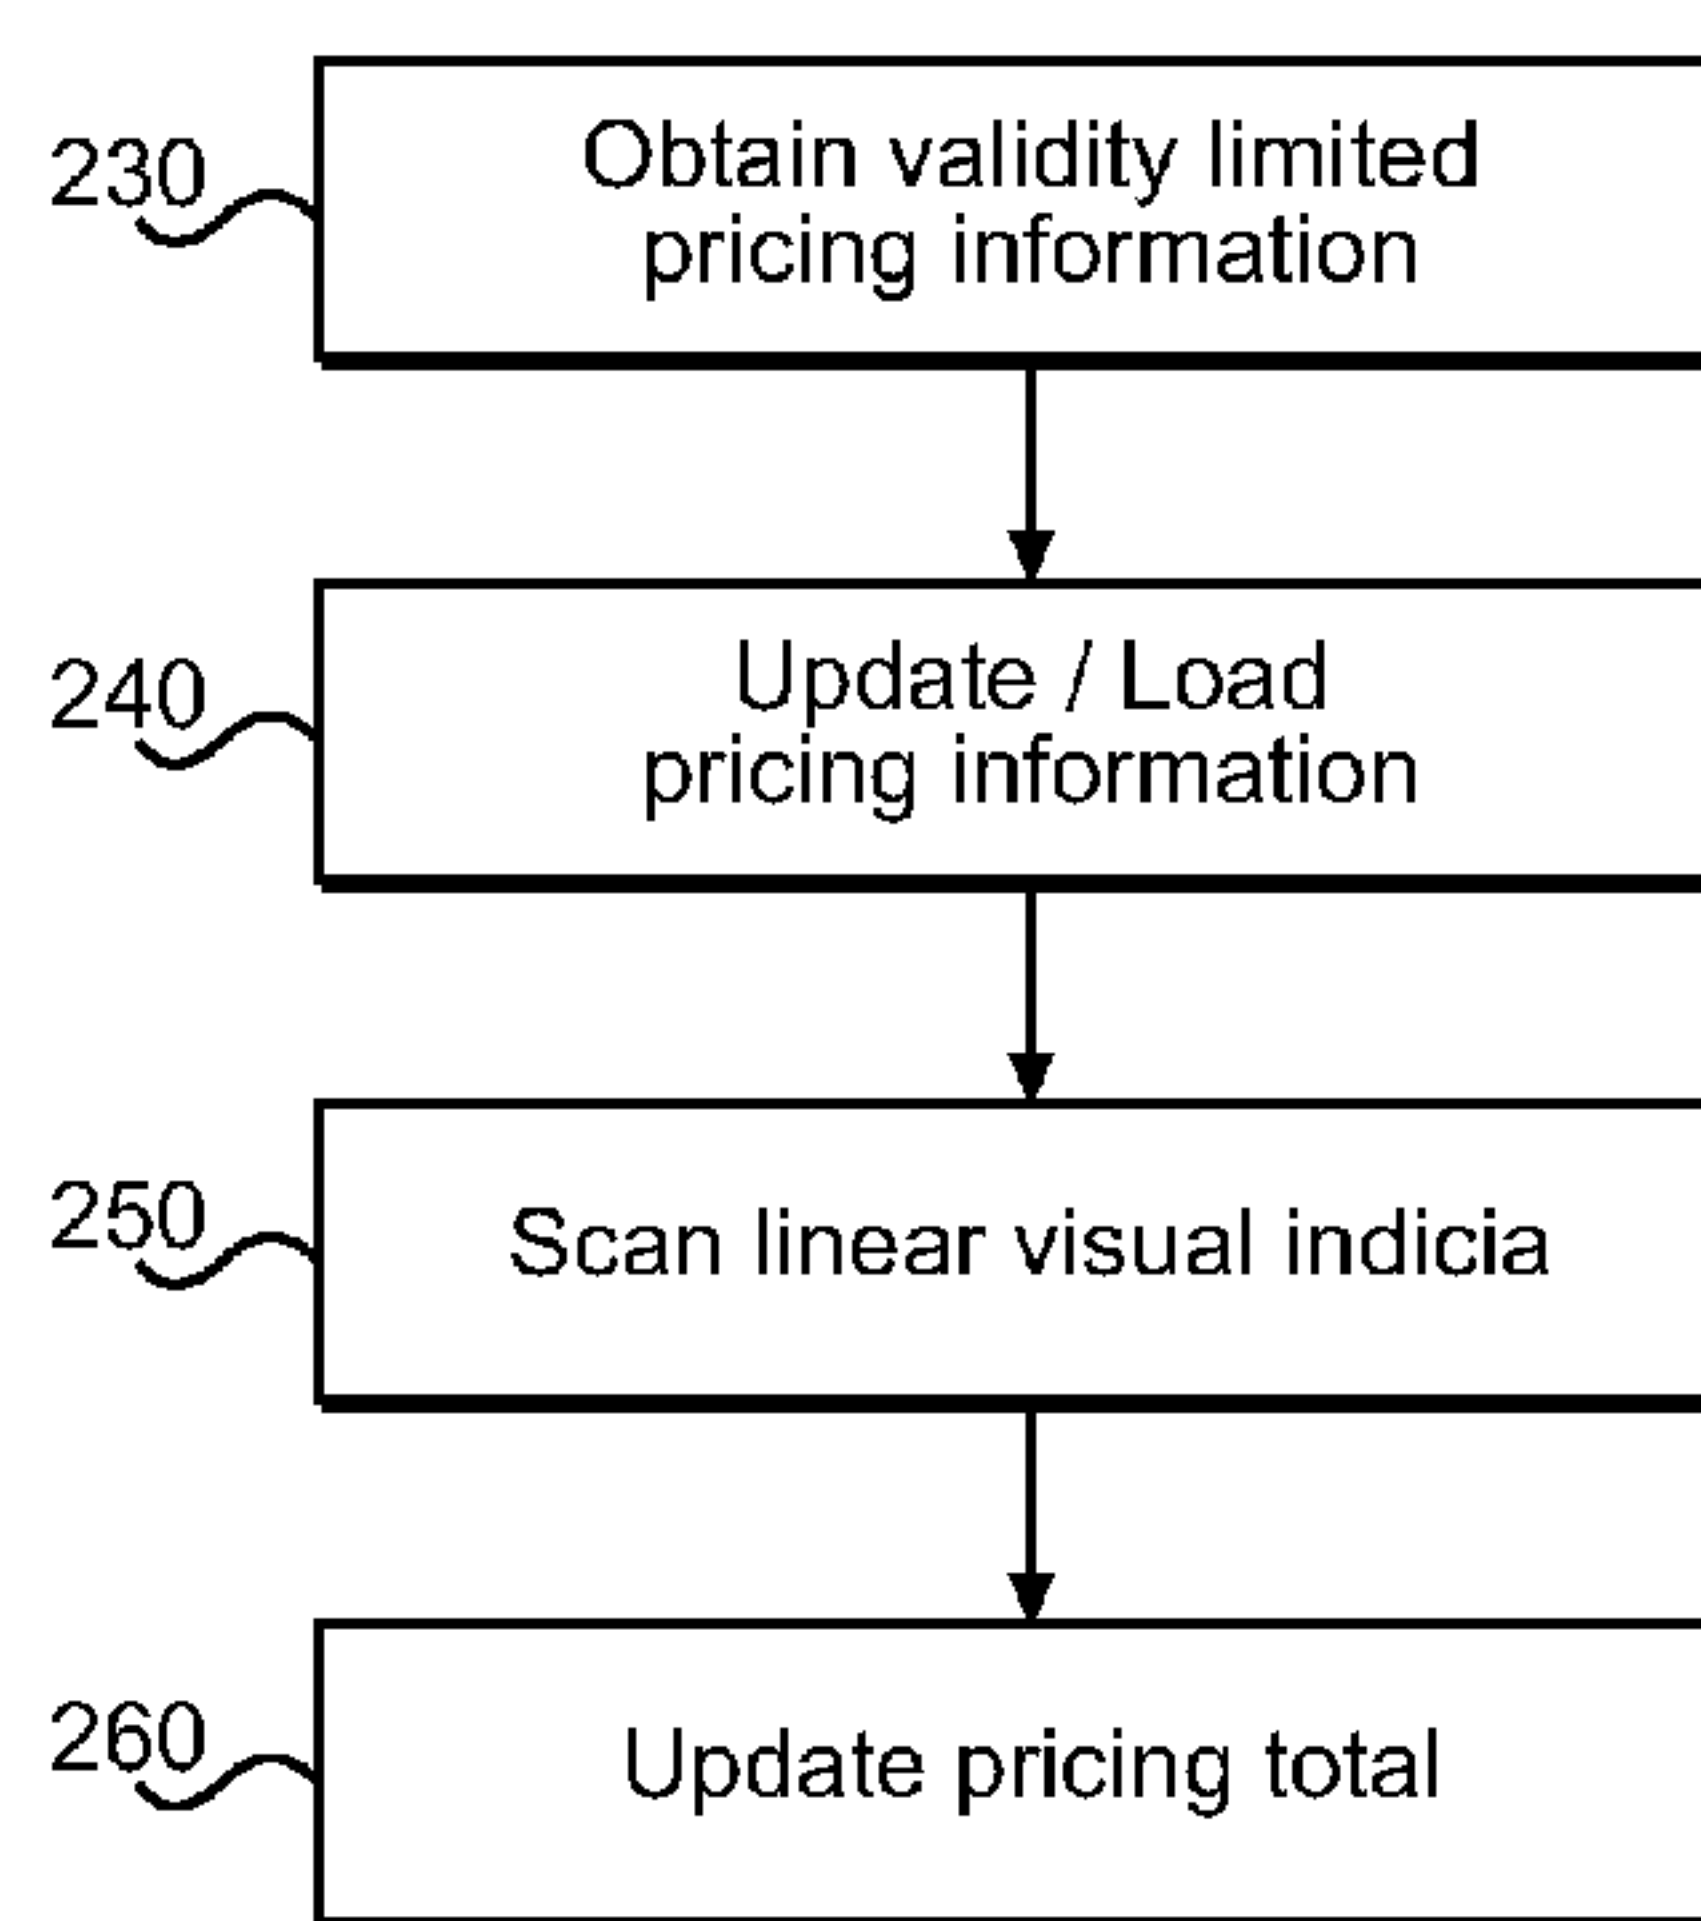 230
Obtain validity limited
pricing information
240
Update / Load
pricing information
250
Scan linear visual indicia
260
Update pricing total